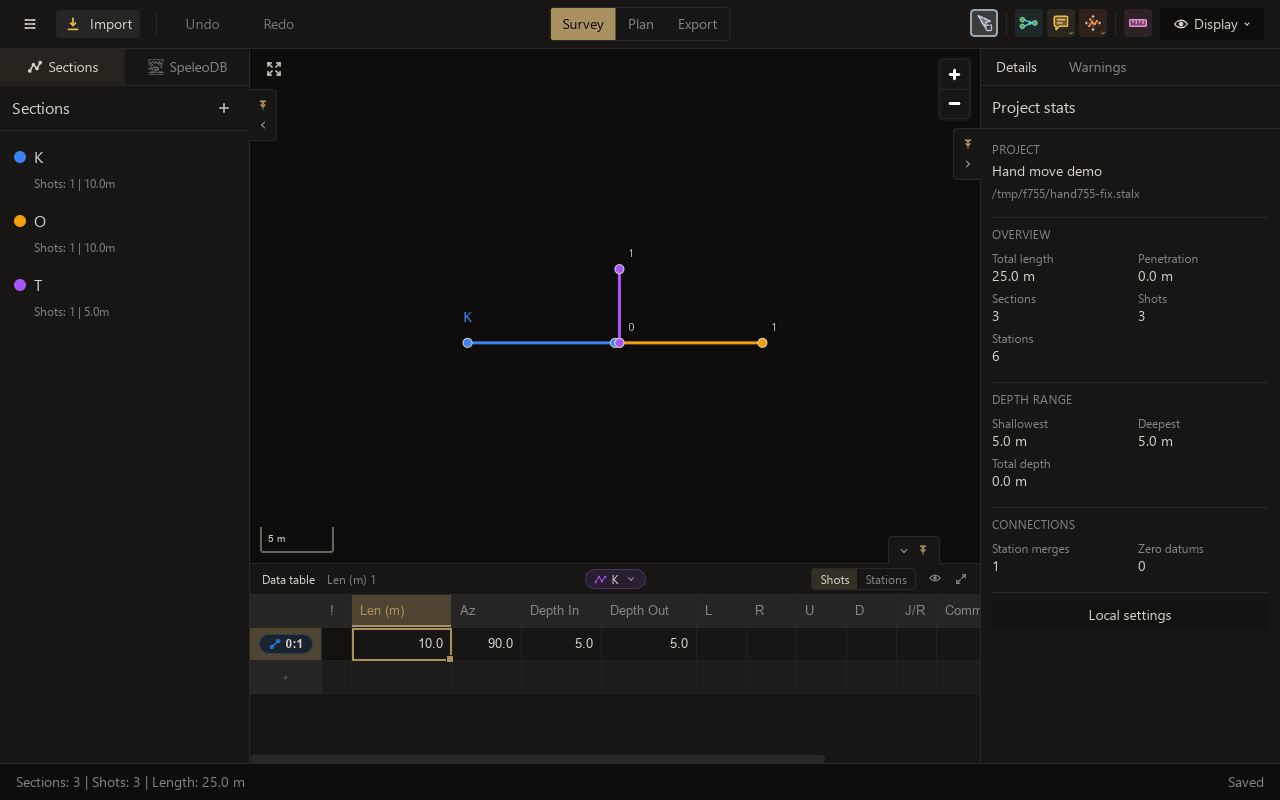 Import
Undo
Redo
Survey
Plan
Export
Display
Sections
SpeleoDB
Sections
+
K
Shots: 1 | 10.0m
O
Shots: 1 | 10.0m
T
Shots: 1 | 5.0m
K
1
0
1
5 m
Details
Warnings
Project stats
PROJECT
Hand move demo
/tmp/f755/hand755-fix.stalx
OVERVIEW
Total length
Penetration
25.0 m
0.0 m
Sections
Shots
3
3
Stations
6
DEPTH RANGE
Shallowest
Deepest
5.0 m
5.0 m
Total depth
0.0 m
CONNECTIONS
Station merges
Zero datums
1
0
Local settings
Data table
Len (m) 1
K
Shots
Stations
! Len (m) Az Depth In Depth Out L R U D J/R Comm
0:1 10.0 90.0 5.0 5.0
+
Sections: 3 | Shots: 3 | Length: 25.0 m
Saved